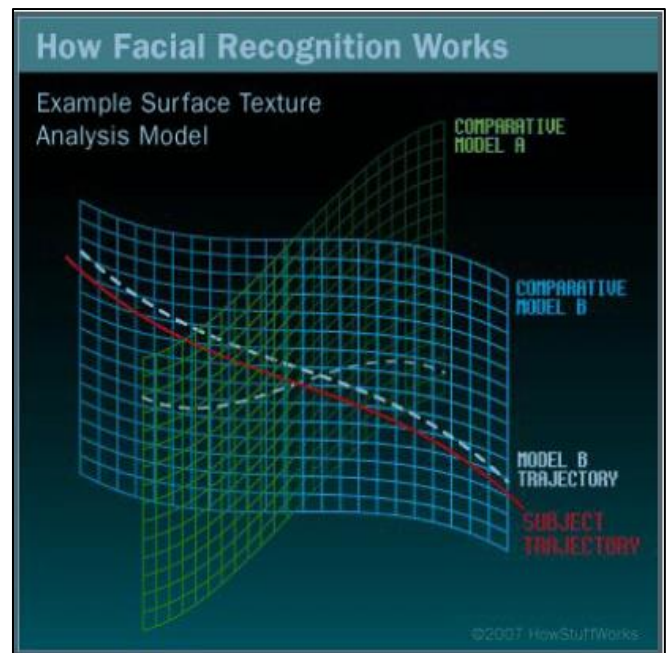 How Facial Recognition Works
Example Surface Texture
Analysis Model
COMPARATIVE
MODEL A
COMPARATIVE
MODEL B
MODEL B
TRAJECTORY
SUBJECT
TRAJECTORY
©2007 HowStuffWorks